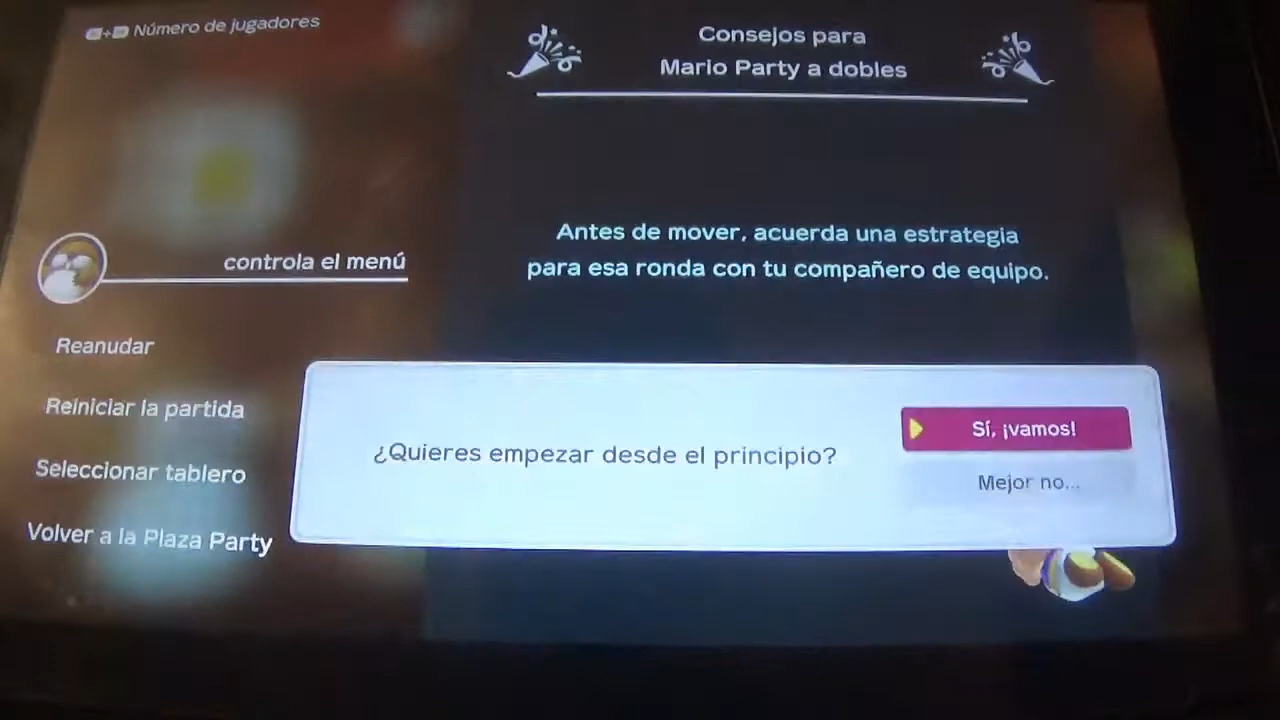 Número de jugadores
Consejos para
Mario Party a dobles
Antes de mover, acuerda una estrategia
para esa ronda con tu compañero de equipo.
controla el menú
Reanudar
Reiniciar la partida
Seleccionar tablero
Volver a la Plaza Party
¿Quieres empezar desde el principio?
Sí, ¡vamos!
Mejor no...